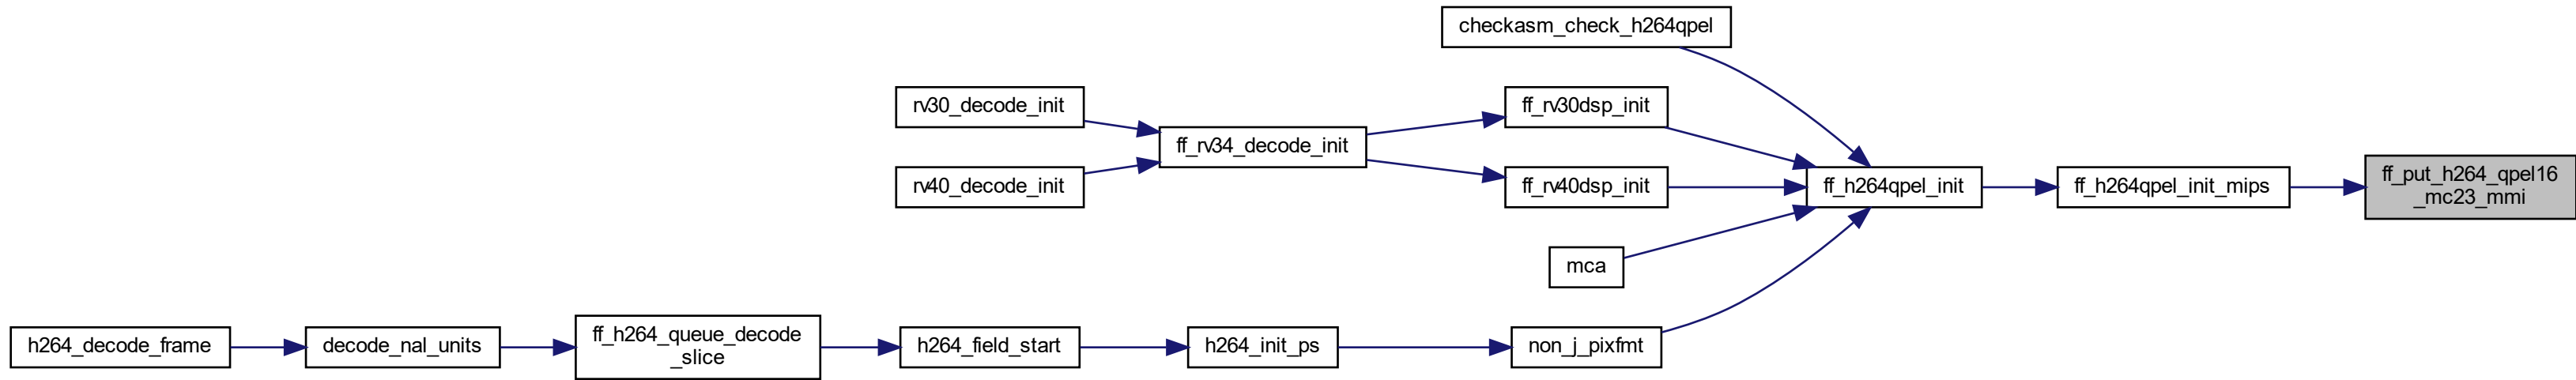 checkasm_check_h264qpel
rv30_decode_init
ff_rv30dsp_init
ff_rv34_decode_init
rv40_decode_init
ff_rv40dsp_init
ff_h264qpel_init
ff_h264qpel_init_mips
ff_put_h264_qpel16
_mc23_mmi
mca
h264_decode_frame
decode_nal_units
ff_h264_queue_decode
_slice
h264_field_start
h264_init_ps
non_j_pixfmt